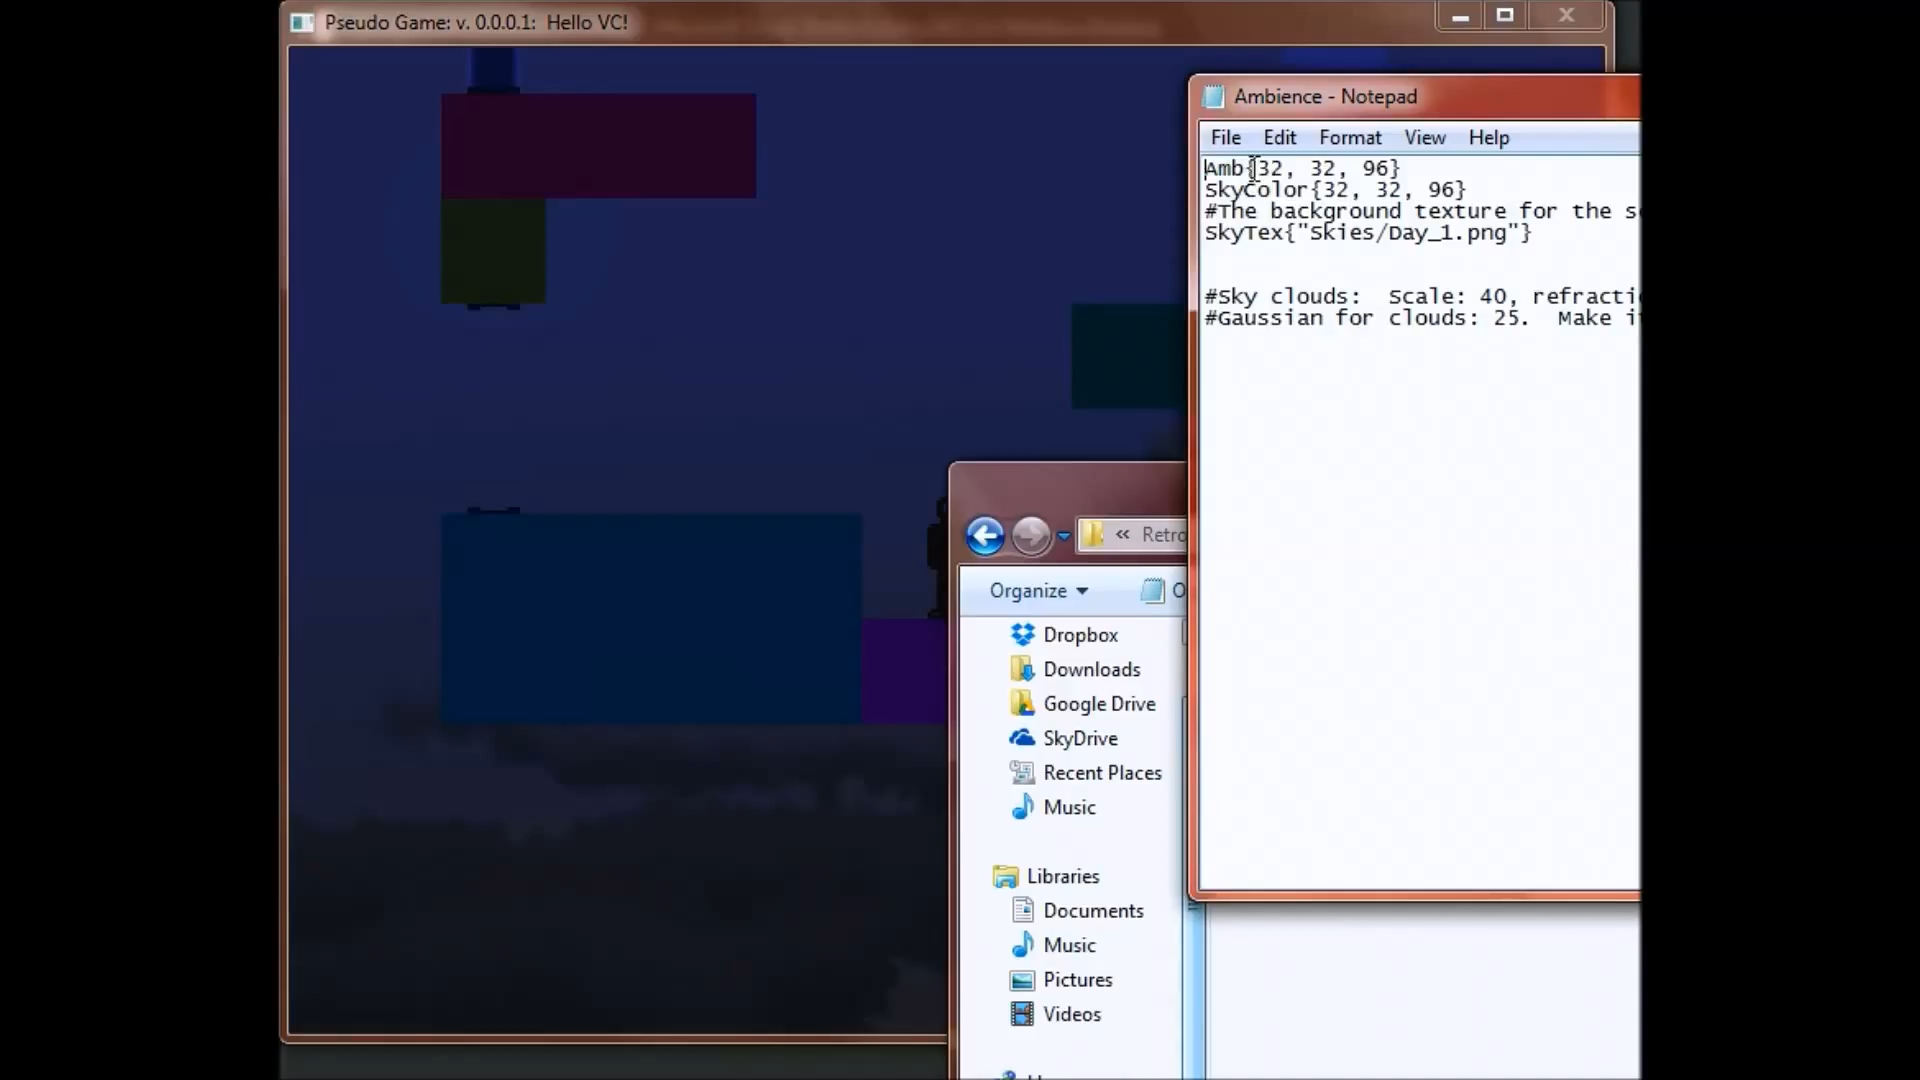 Pseudo Game: v. 0.0.0.1:  Hello VC!
Ambience - Notepad
File Edit Format View Help
Amb{32, 32, 96}
SkyColor{32, 32, 96}
#The background texture for the
SkyTex{"Skies/Day_1.png"}
#Sky clouds:  Scale: 40,
#Gaussian for clouds: 25.  Make
« Retro
Organize
Dropbox
Downloads
Google Drive
SkyDrive
Recent Places
Music
Libraries
Documents
Music
Pictures
Videos